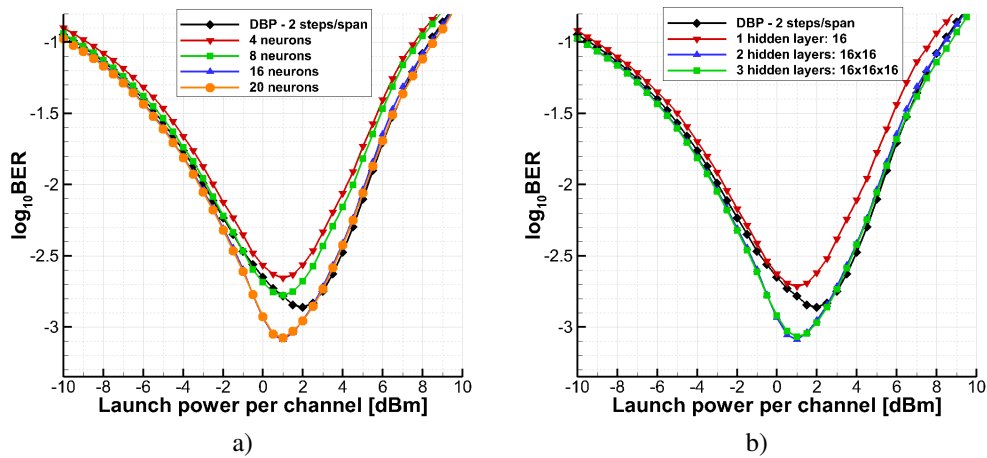 DBP - 2 steps/span
4 neurons
8 neurons
16 neurons
20 neurons
-1
-1.5
-2
-2.5
-3
log10BER
-10 -8 -6 -4 -2 0 2 4 6 8 10
Launch power per channel [dBm]
a)
DBP - 2 steps/span
1 hidden layer: 16
2 hidden layers: 16x16
3 hidden layers: 16x16x16
-1
-1.5
-2
-2.5
-3
log10BER
-10 -8 -6 -4 -2 0 2 4 6 8 10
Launch power per channel [dBm]
b)